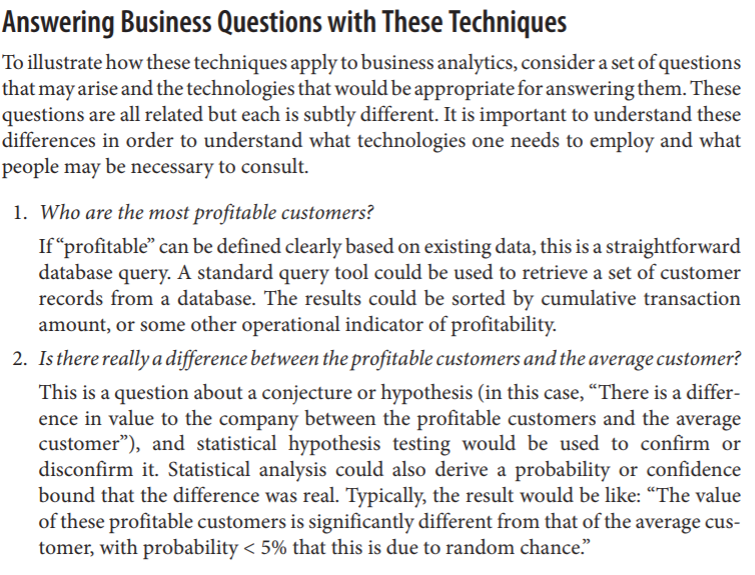 Answering Business Questions with These Techniques
To illustrate how these techniques apply to business analytics, consider a set of questions
that may arise and the technologies that would be appropriate for answering them. These
questions are all related but each is subtly different. It is important to understand these
differences in order to understand what technologies one needs to employ and what
people may be necessary to consult.
1. Who are the most profitable customers?
If “profitable” can be defined clearly based on existing data, this is a straightforward
database query. A standard query tool could be used to retrieve a set of customer
records from a database. The results could be sorted by cumulative transaction
amount, or some other operational indicator of profitability.
2. Is there really a difference between the profitable customers and the average customer?
This is a question about a conjecture or hypothesis (in this case, “There is a differ-
ence in value to the company between the profitable customers and the average
customer”), and statistical hypothesis testing would be used to confirm or
disconfirm it. Statistical analysis could also derive a probability or confidence
bound that the difference was real. Typically, the result would be like: “The value
of these profitable customers is significantly different from that of the average cus-
tomer, with probability < 5% that this is due to random chance.”